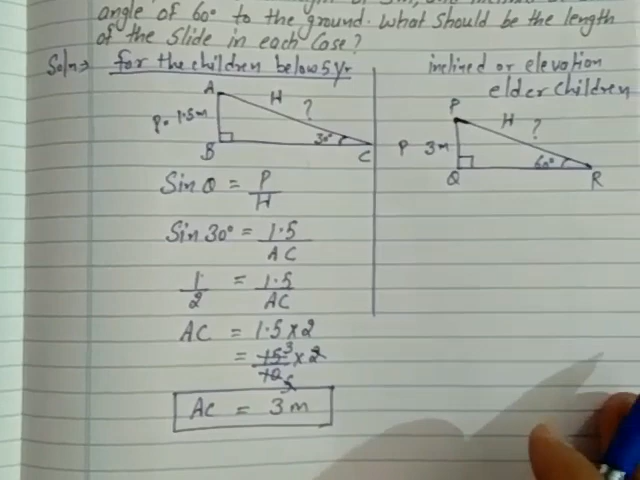 angle of 60° to the ground. What should be the length
of the Slide in each Case?
Soln⇒ for the children below 5 yr
A
H
?
P = 1.5m
30°
B
C
Sin θ = P/H
Sin 30° = 1.5/AC
1/2 = 1.5/AC
AC = 1.5 × 2
= 15 3/10 5 × 2
AC = 3 m
inclined or elevation
elder children
P
H
?
P 3m
60°
Q
R